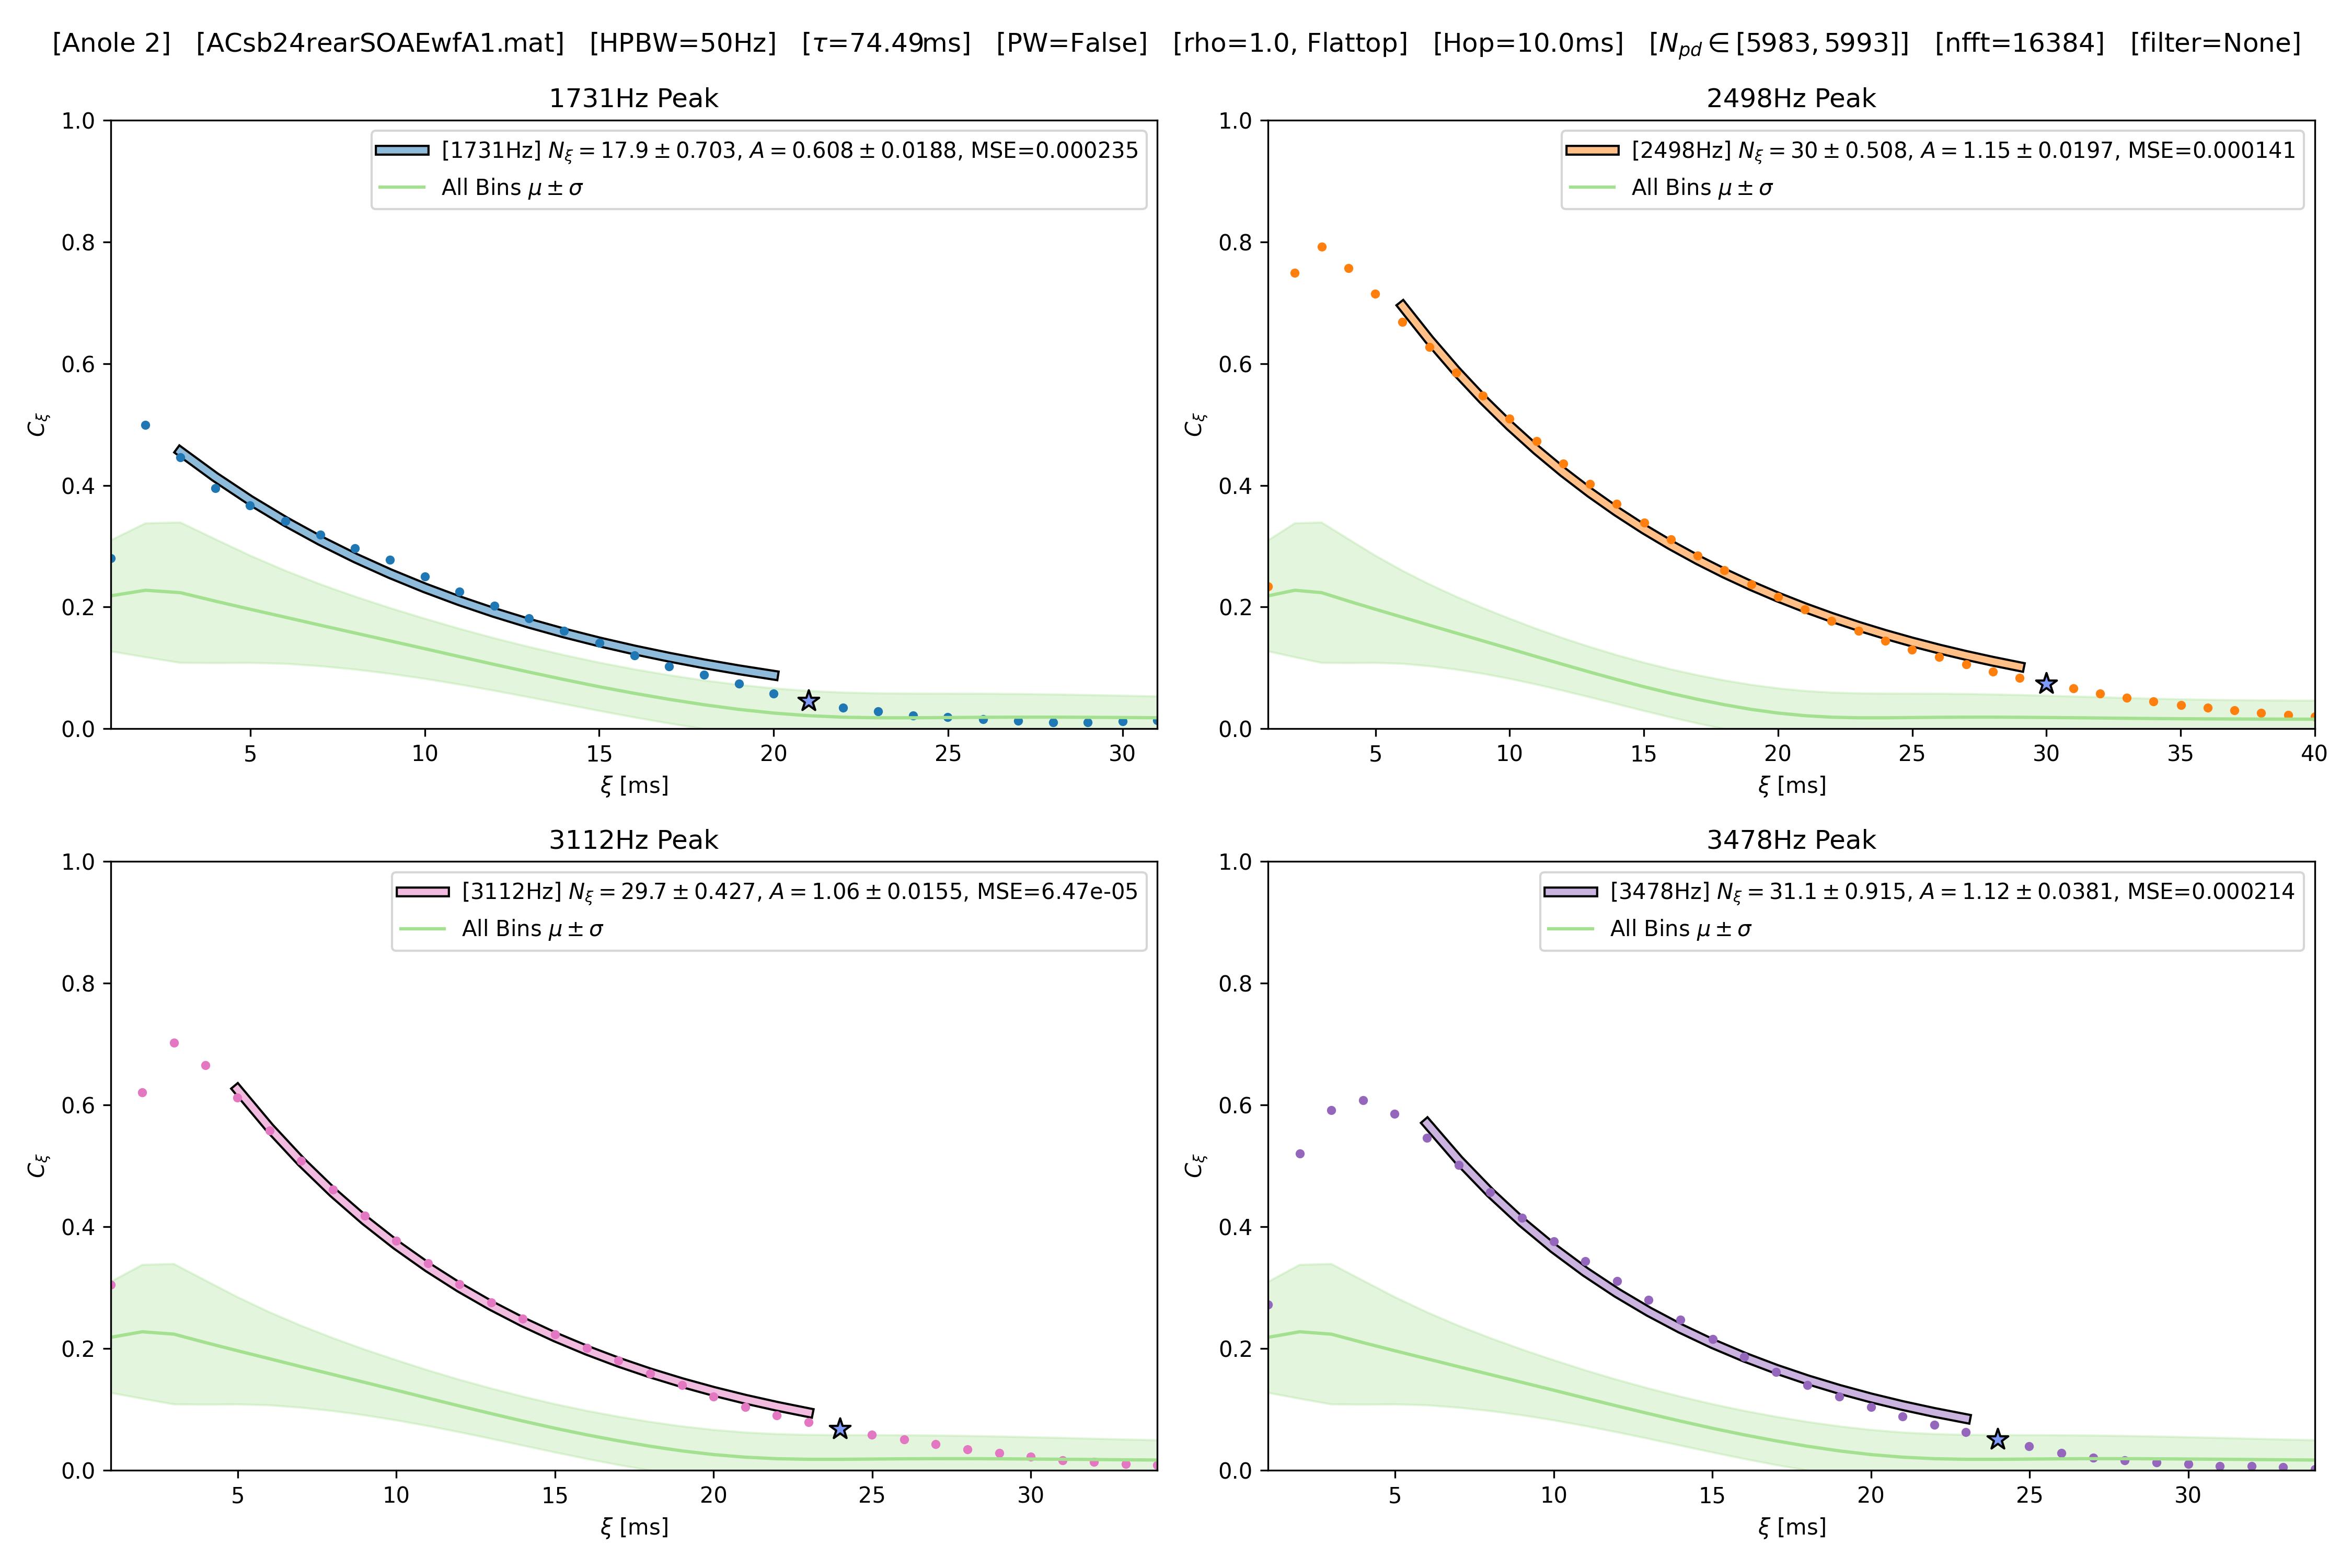 [Anole 2] [ACsb24rearSOAEwfA1.mat] [HPBW=50Hz] [τ=74.49ms] [PW=False] [rho=1.0, Flattop] [Hop=10.0ms] [N_pd ∈ [5983, 5993]] [nfft=16384] [filter=None]
1731Hz Peak
[1731Hz] N_ξ = 17.9 ± 0.703, A = 0.608 ± 0.0188, MSE=0.000235
All Bins μ ± σ
1.0
0.8
0.6
0.4
0.2
0.0
C_ξ
5 10 15 20 25 30
ξ [ms]
2498Hz Peak
[2498Hz] N_ξ = 30 ± 0.508, A = 1.15 ± 0.0197, MSE=0.000141
All Bins μ ± σ
1.0
0.8
0.6
0.4
0.2
0.0
C_ξ
5 10 15 20 25 30 35 40
ξ [ms]
3112Hz Peak
[3112Hz] N_ξ = 29.7 ± 0.427, A = 1.06 ± 0.0155, MSE=6.47e-05
All Bins μ ± σ
1.0
0.8
0.6
0.4
0.2
0.0
C_ξ
5 10 15 20 25 30
ξ [ms]
3478Hz Peak
[3478Hz] N_ξ = 31.1 ± 0.915, A = 1.12 ± 0.0381, MSE=0.000214
All Bins μ ± σ
1.0
0.8
0.6
0.4
0.2
0.0
C_ξ
5 10 15 20 25 30
ξ [ms]